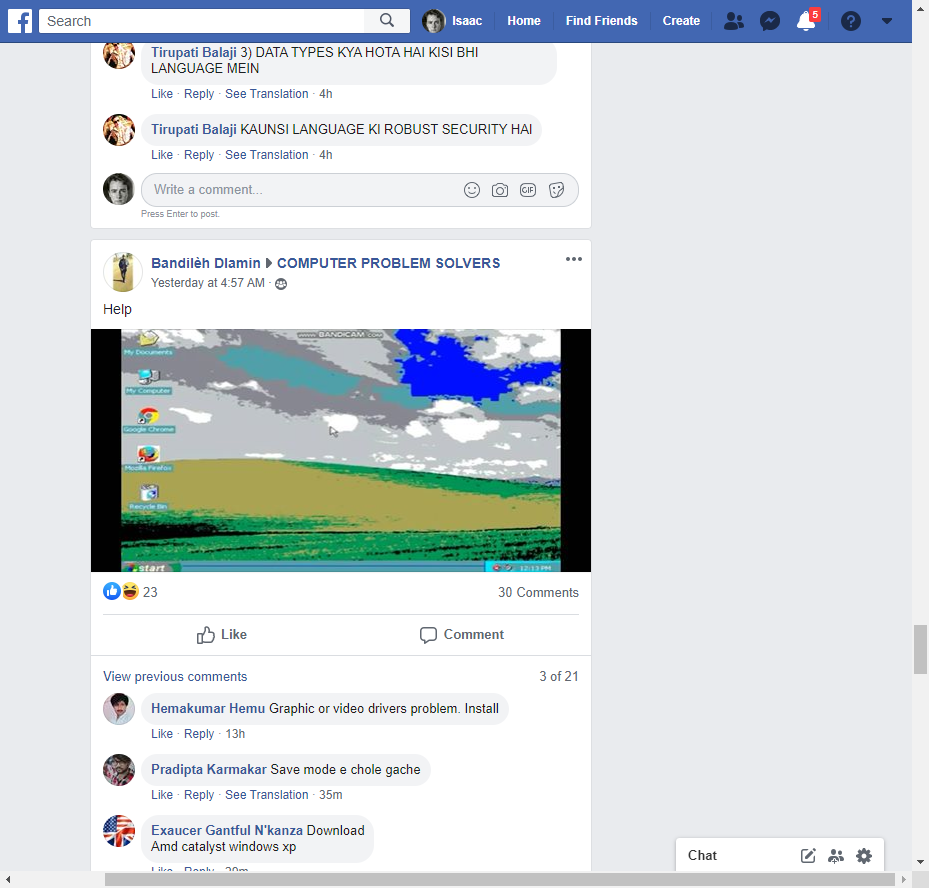 Search
Isaac
Home
Find Friends
Create
5
Tirupati Balaji 3) DATA TYPES KYA HOTA HAI KISI BHI
LANGUAGE MEIN
Like · Reply · See Translation · 4h
Tirupati Balaji KAUNSI LANGUAGE KI ROBUST SECURITY HAI
Like · Reply · See Translation · 4h
Write a comment...
GIF
Press Enter to post.
Bandilèh Dlamin COMPUTER PROBLEM SOLVERS
Yesterday at 4:57 AM ·
Help
BANDICAM.COM
My Documents
My Computer
Google Chrome
Mozilla Firefox
Recycle Bin
start
12:13 PM
23
30 Comments
Like
Comment
View previous comments
3 of 21
Hemakumar Hemu Graphic or video drivers problem. Install
Like · Reply · 13h
Pradipta Karmakar Save mode e chole gache
Like · Reply · See Translation · 35m
Exaucer Gantful N'kanza Download
Amd catalyst windows xp
Like · Reply · 29m
Chat